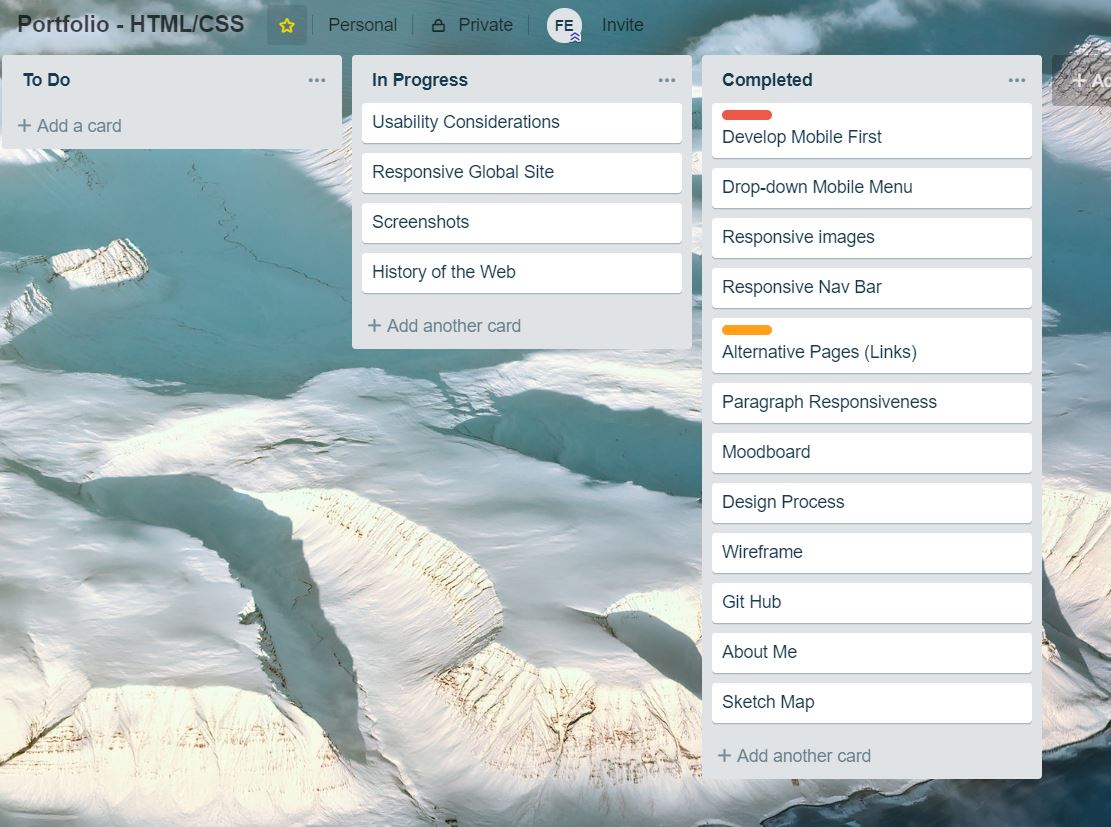 Portfolio - HTML/CSS
Personal
Private
FE
Invite
To Do
+ Add a card
In Progress
Usability Considerations
Responsive Global Site
Screenshots
History of the Web
+ Add another card
Completed
Develop Mobile First
Drop-down Mobile Menu
Responsive images
Responsive Nav Bar
Alternative Pages (Links)
Paragraph Responsiveness
Moodboard
Design Process
Wireframe
Git Hub
About Me
Sketch Map
+ Add another card